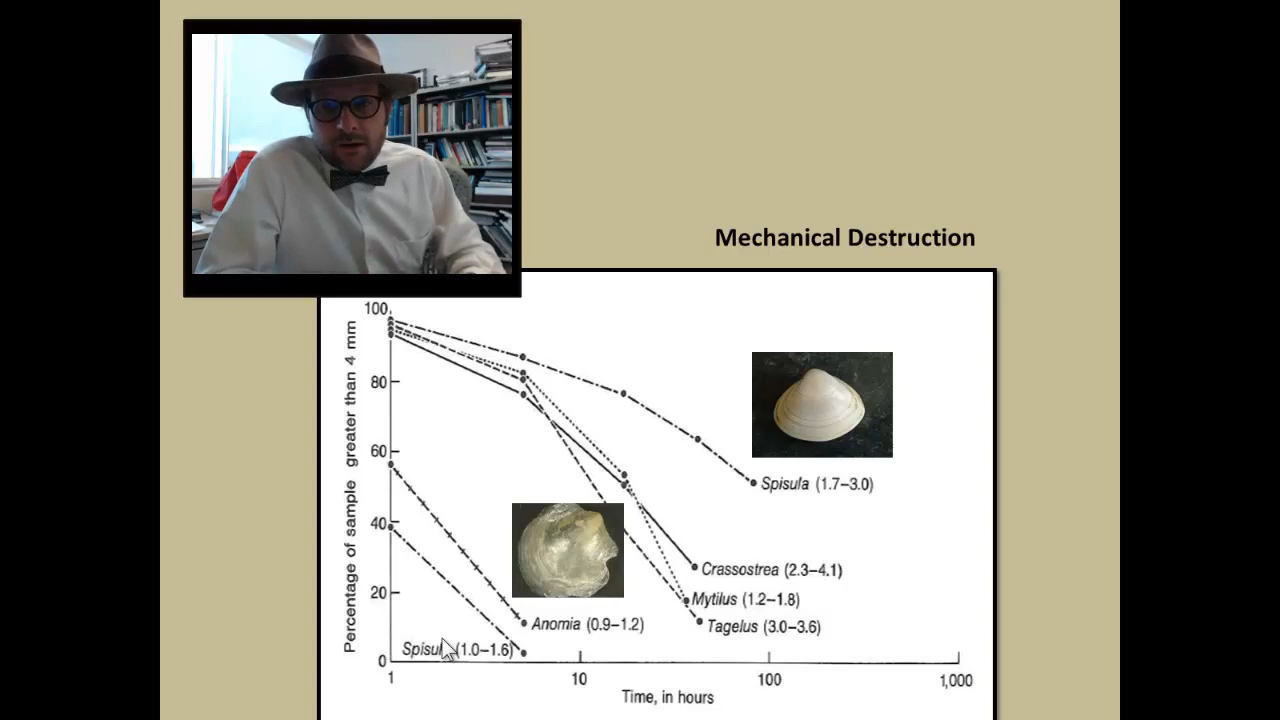 Mechanical Destruction
Percentage of sample greater than 4 mm
100
80
60
40
20
0
Spisula (1.7–3.0)
Crassostrea (2.3–4.1)
Mytilus (1.2–1.8)
Tagelus (3.0–3.6)
Anomia (0.9–1.2)
(1.0–1.6)
1
10
100
1,000
Time, in hours